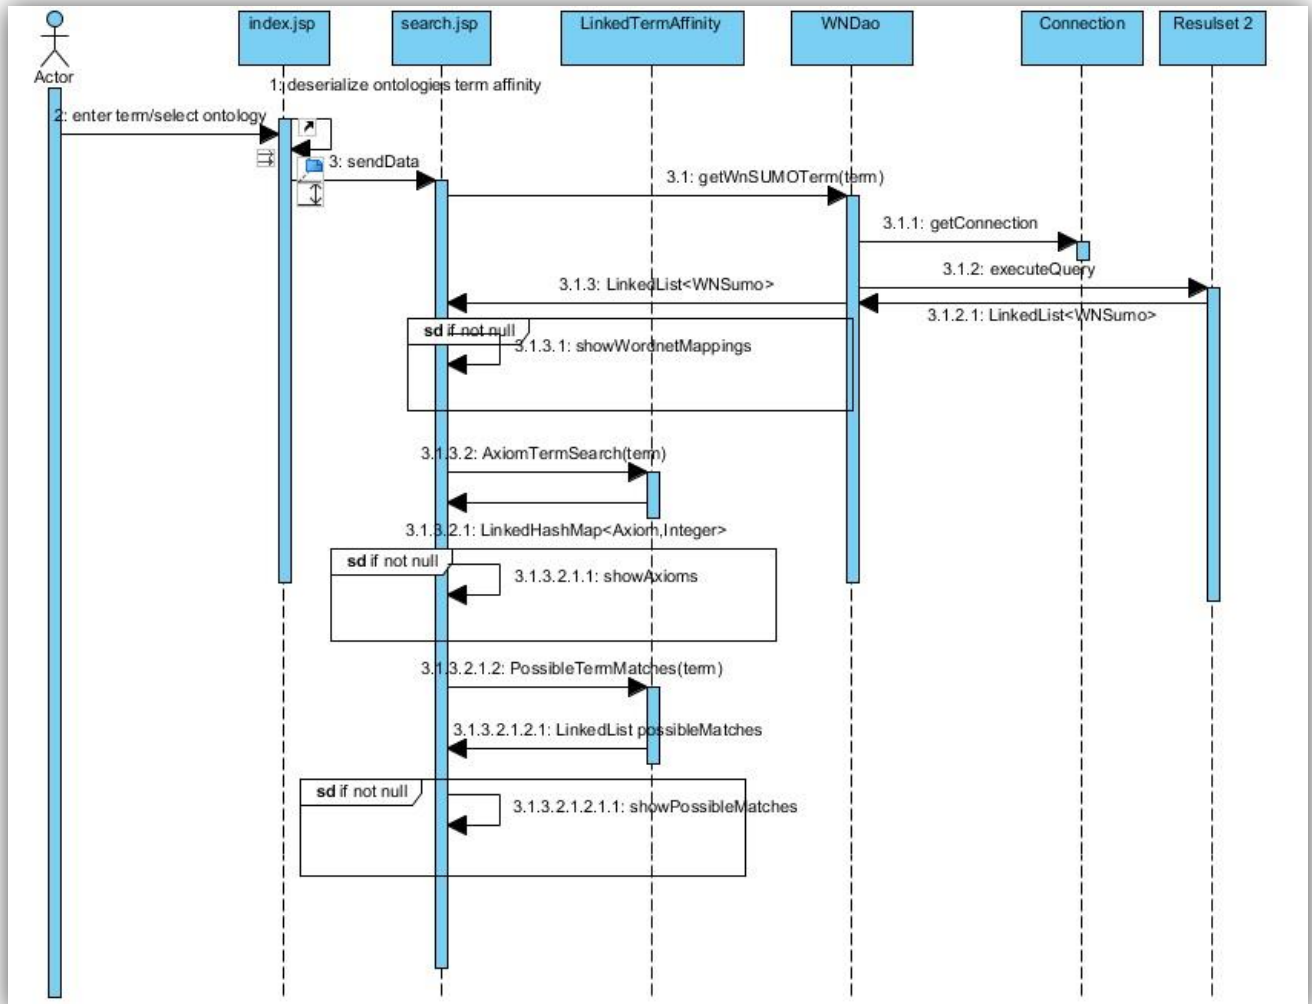 index.jsp
search.jsp
LinkedTermAffinity
WNDao
Connection
Resulset 2
Actor
1: deserialize ontologies term affinity
2: enter term/select ontology
3: sendData
3.1: getWnSUMOTerm(term)
3.1.1: getConnection
3.1.2: executeQuery
3.1.3: LinkedList<WNSumo>
3.1.2.1: LinkedList<WNSumo>
sd if not null
3.1.3.1: showWordnetMappings
3.1.3.2: AxiomTermSearch(term)
3.1.3.2.1: LinkedHashMap<Axiom,Integer>
sd if not null
3.1.3.2.1.1: showAxioms
3.1.3.2.1.2: PossibleTermMatches(term)
3.1.3.2.1.2.1: LinkedList possibleMatches
sd if not null
3.1.3.2.1.2.1.1: showPossibleMatches